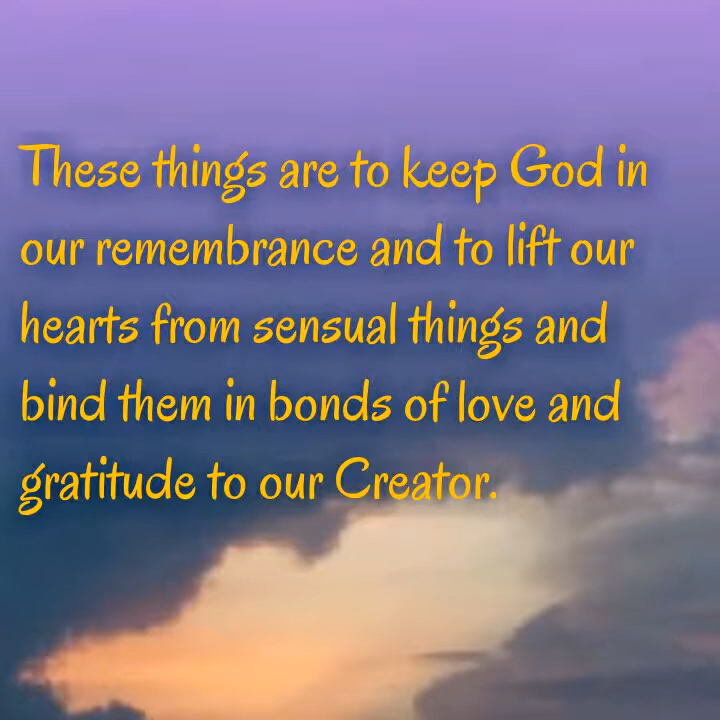 These things are to keep God in
our remembrance and to lift our
hearts from sensual things and
bind them in bonds of love and
gratitude to our Creator.